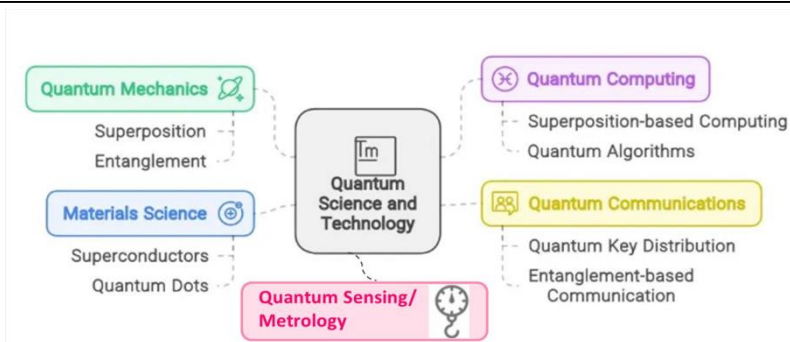 Quantum Mechanics
Superposition
Entanglement
Materials Science
Superconductors
Quantum Dots
Tm
Quantum
Science and
Technology
Quantum Sensing/
Metrology
Quantum Computing
Superposition-based Computing
Quantum Algorithms
Quantum Communications
Quantum Key Distribution
Entanglement-based
Communication